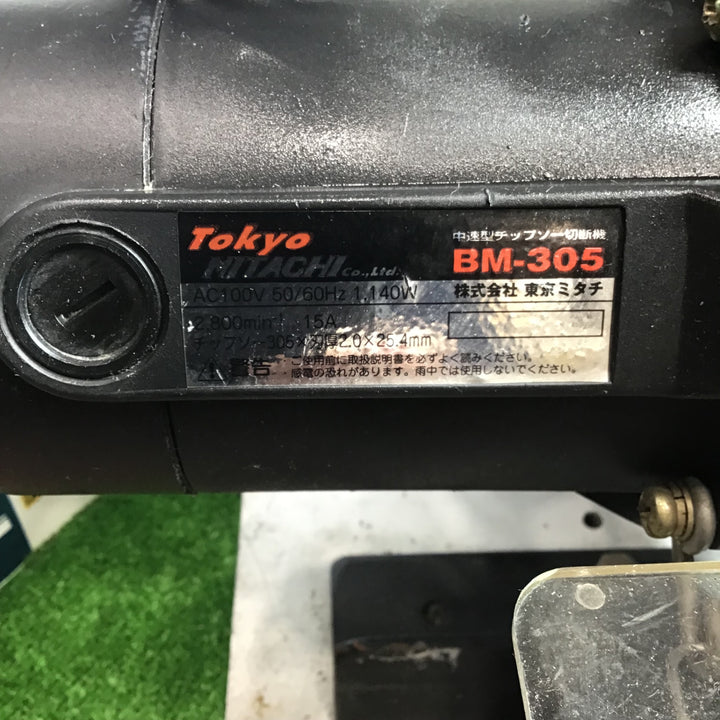 Tokyo
MITACHI Co.,Ltd.
中速型チップソー切断機
BM-305
AC100V 50/60Hz 1,140W
株式会社 東京ミタチ
2,800min⁻¹ 15A
チップソー305×刃厚2.0×25.4mm
警告 ご使用前に取扱説明書を必ずよく読みください。
感電の恐れがあります。雨中では使用しないでください。